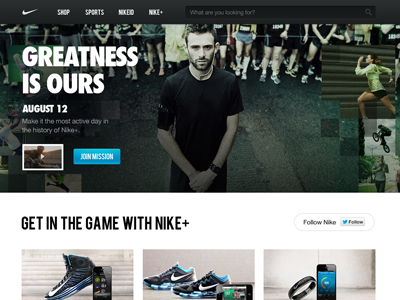 SHOP SPORTS NIKEID NIKE+ What are you looking for?
GREATNESS
IS OURS
AUGUST 12
Make it the most active day in
the history of Nike+.
JOIN MISSION
GET IN THE GAME WITH NIKE+
Follow Nike Follow